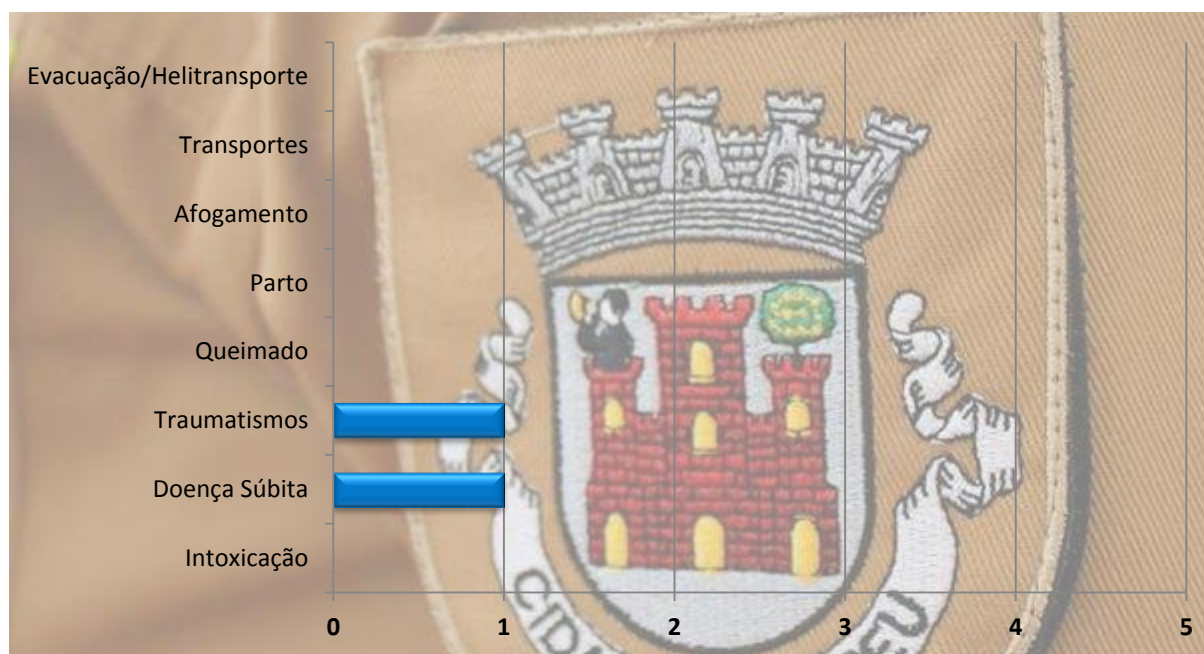 Evacuação/Helitransporte
Transportes
Afogamento
Parto
Queimado
Traumatismos
Doença Súbita
Intoxicação
0 1 2 3 4 5